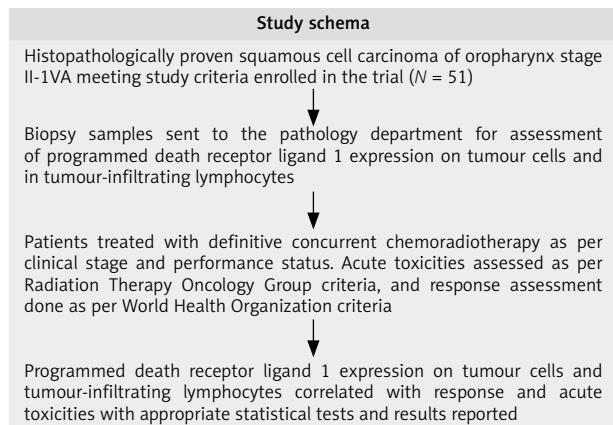 Study schema
Histopathologically proven squamous cell carcinoma of oropharynx stage
II-1VA meeting study criteria enrolled in the trial (N = 51)
Biopsy samples sent to the pathology department for assessment
of programmed death receptor ligand 1 expression on tumour cells and
in tumour-infiltrating lymphocytes
Patients treated with definitive concurrent chemoradiotherapy as per
clinical stage and performance status. Acute toxicities assessed as per
Radiation Therapy Oncology Group criteria, and response assessment
done as per World Health Organization criteria
Programmed death receptor ligand 1 expression on tumour cells and
tumour-infiltrating lymphocytes correlated with response and acute
toxicities with appropriate statistical tests and results reported